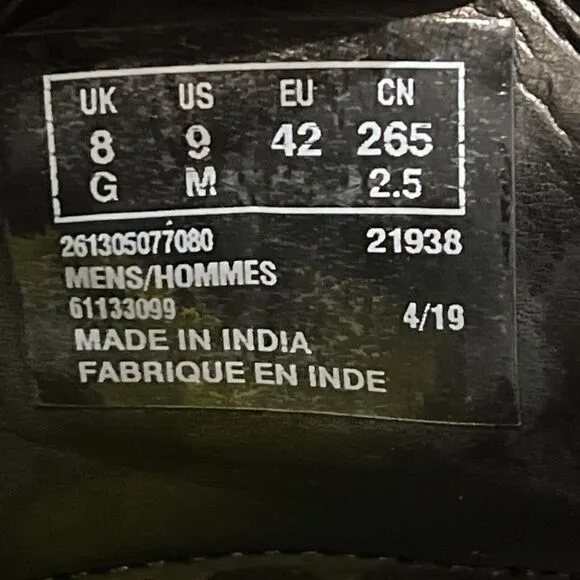 UK US EU CN
8 9 42 265
G M 2.5
261305077080 21938
MENS/HOMMES
61133099 4/19
MADE IN INDIA
FABRIQUE EN INDE